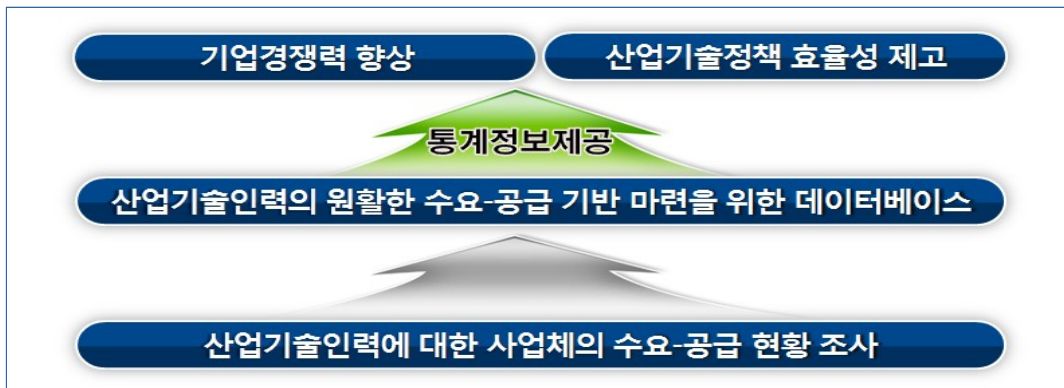 기업경쟁력 향상
산업기술정책 효율성 제고
통계정보제공
산업기술인력의 원활한 수요-공급 기반 마련을 위한 데이터베이스
산업기술인력에 대한 사업체의 수요-공급 현황 조사